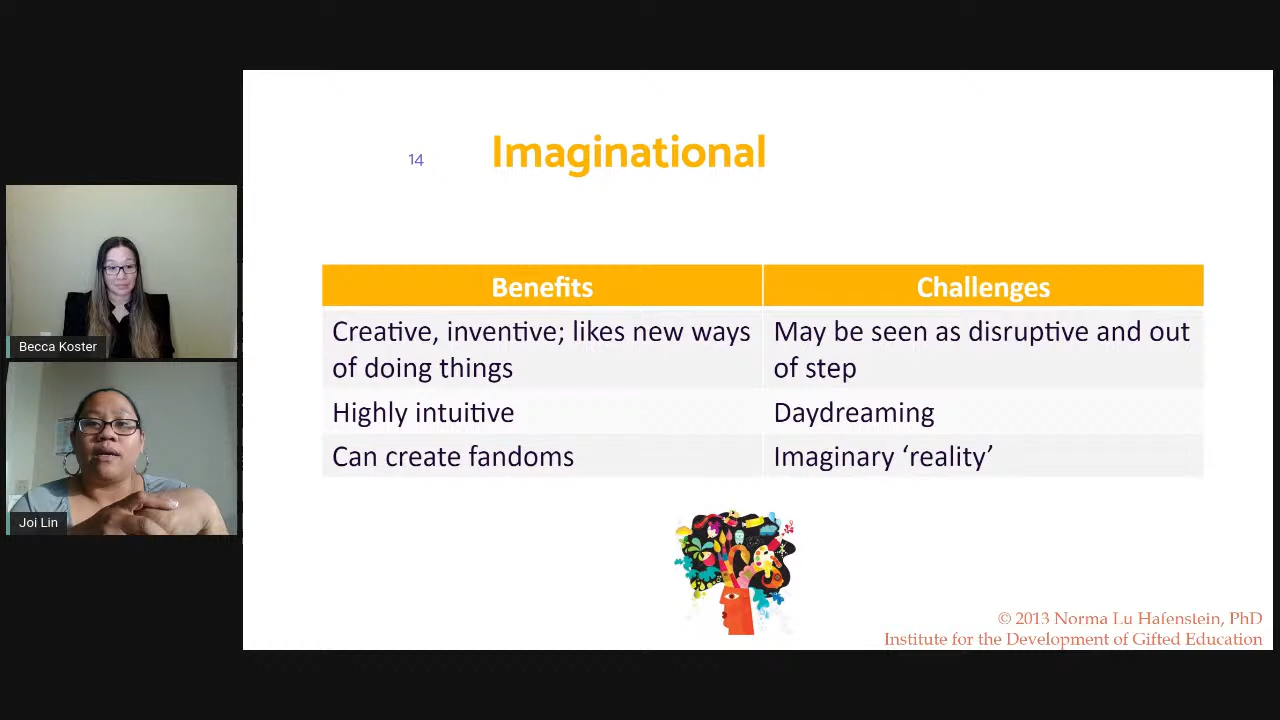 14
Imaginational
Benefits
Challenges
Creative, inventive; likes new ways
of doing things
May be seen as disruptive and out
of step
Highly intuitive
Daydreaming
Can create fandoms
Imaginary ‘reality’
Becca Koster
Joi Lin
© 2013 Norma Lu Hafenstein, PhD
Institute for the Development of Gifted Education